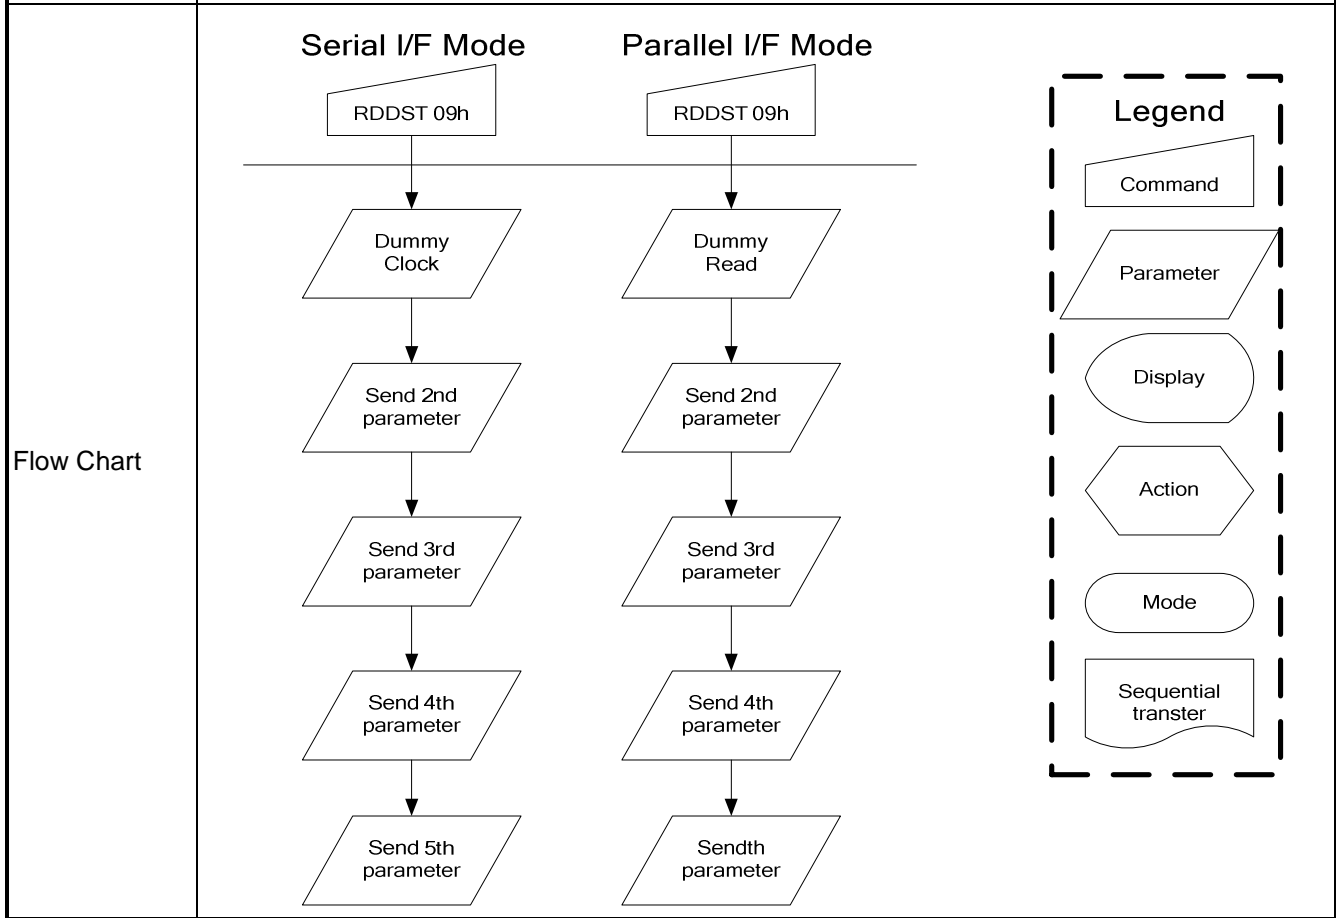 Flow Chart
Serial I/F Mode
RDDST 09h
Dummy
Clock
Send 2nd
parameter
Send 3rd
parameter
Send 4th
parameter
Send 5th
parameter
Parallel I/F Mode
RDDST 09h
Dummy
Read
Send 2nd
parameter
Send 3rd
parameter
Send 4th
parameter
Sendth
parameter
Legend
Command
Parameter
Display
Action
Mode
Sequential
transter